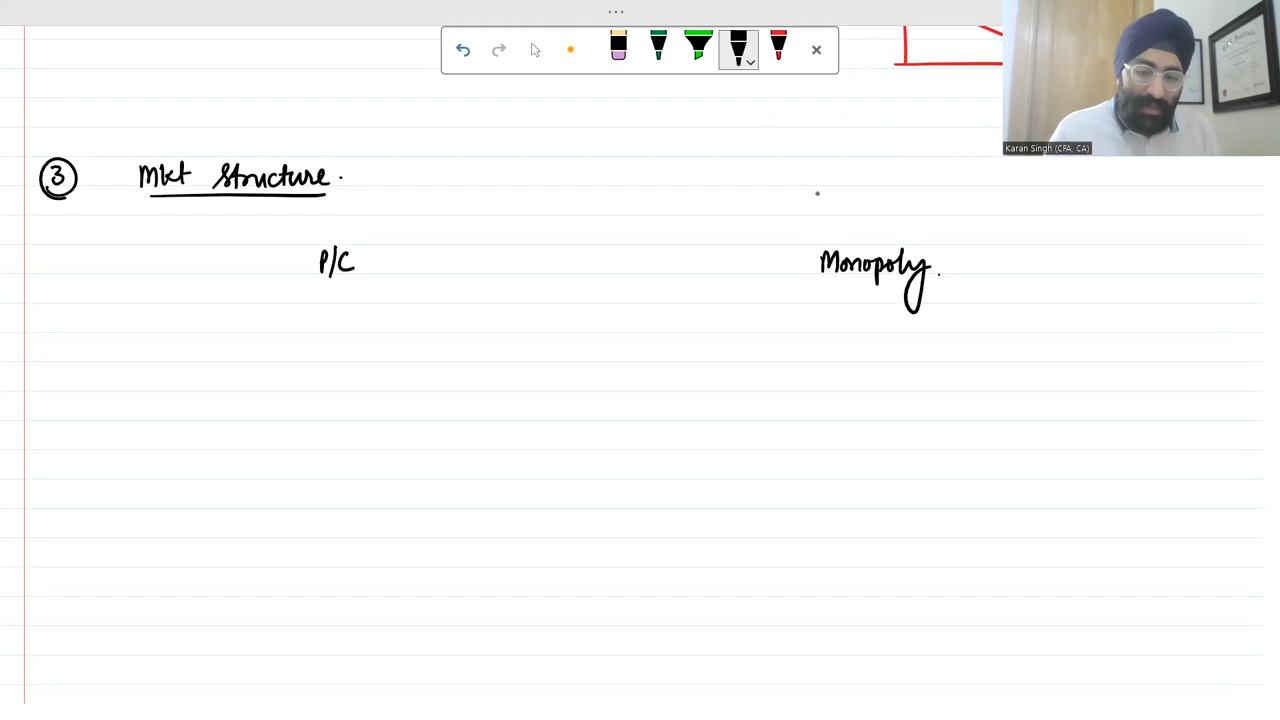 Karan Singh (CFA, CA)
3 Mkt Structure.
P/C Monopoly.